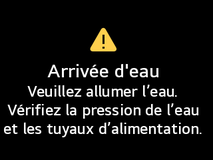 Arrivée d'eau
Veuillez allumer l’eau.
Vérifiez la pression de l’eau
et les tuyaux d’alimentation.